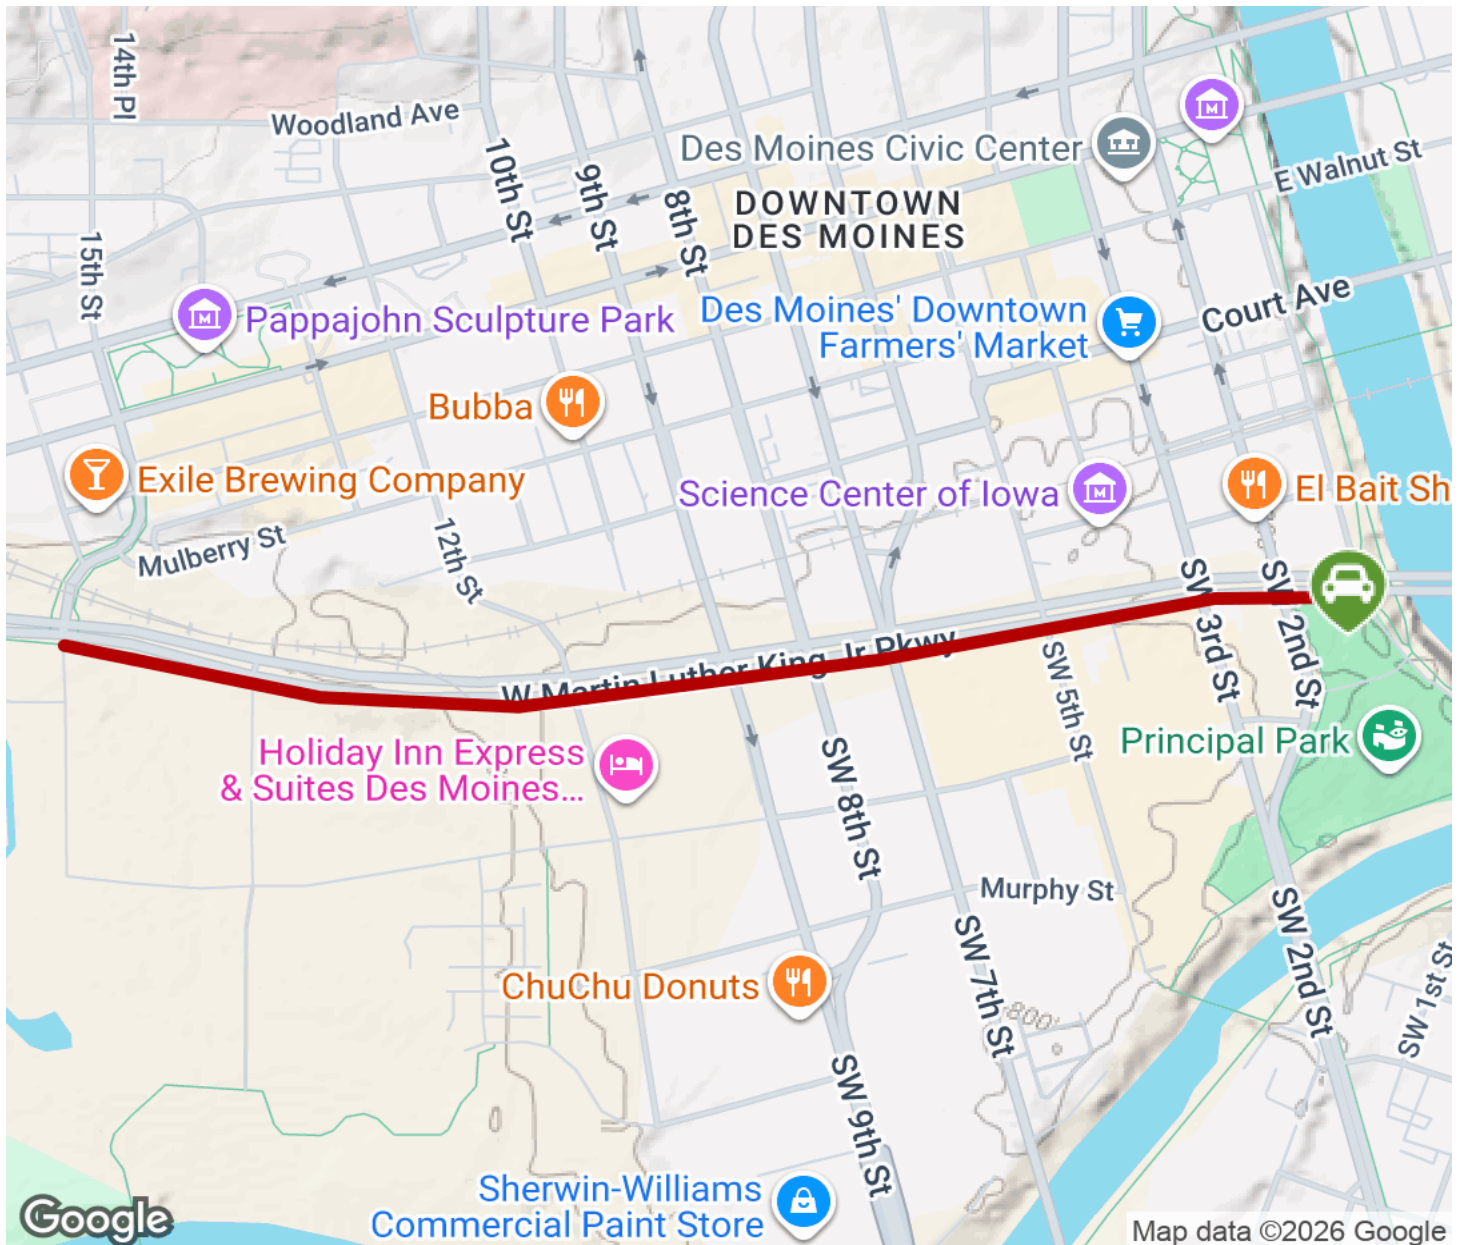 14th Pl
Woodland Ave
10th St
9th St
8th St
Des Moines Civic Center
E Walnut St
DOWNTOWN
DES MOINES
15th St
Pappajohn Sculpture Park
Des Moines' Downtown
Farmers' Market
Court Ave
Bubba
Exile Brewing Company
Science Center of Iowa
El Bait Sh
Mulberry St
12th St
SW 3rd St
SW 2nd St
W Martin Luther King Jr Pkwy
SW 5th St
Principal Park
Holiday Inn Express
& Suites Des Moines...
SW 8th St
Murphy St
SW 7th St
SW 2nd St
SW 1st St
ChuChu Donuts
800'
SW 9th St
Sherwin-Williams
Commercial Paint Store
Google
Map data ©2026 Google